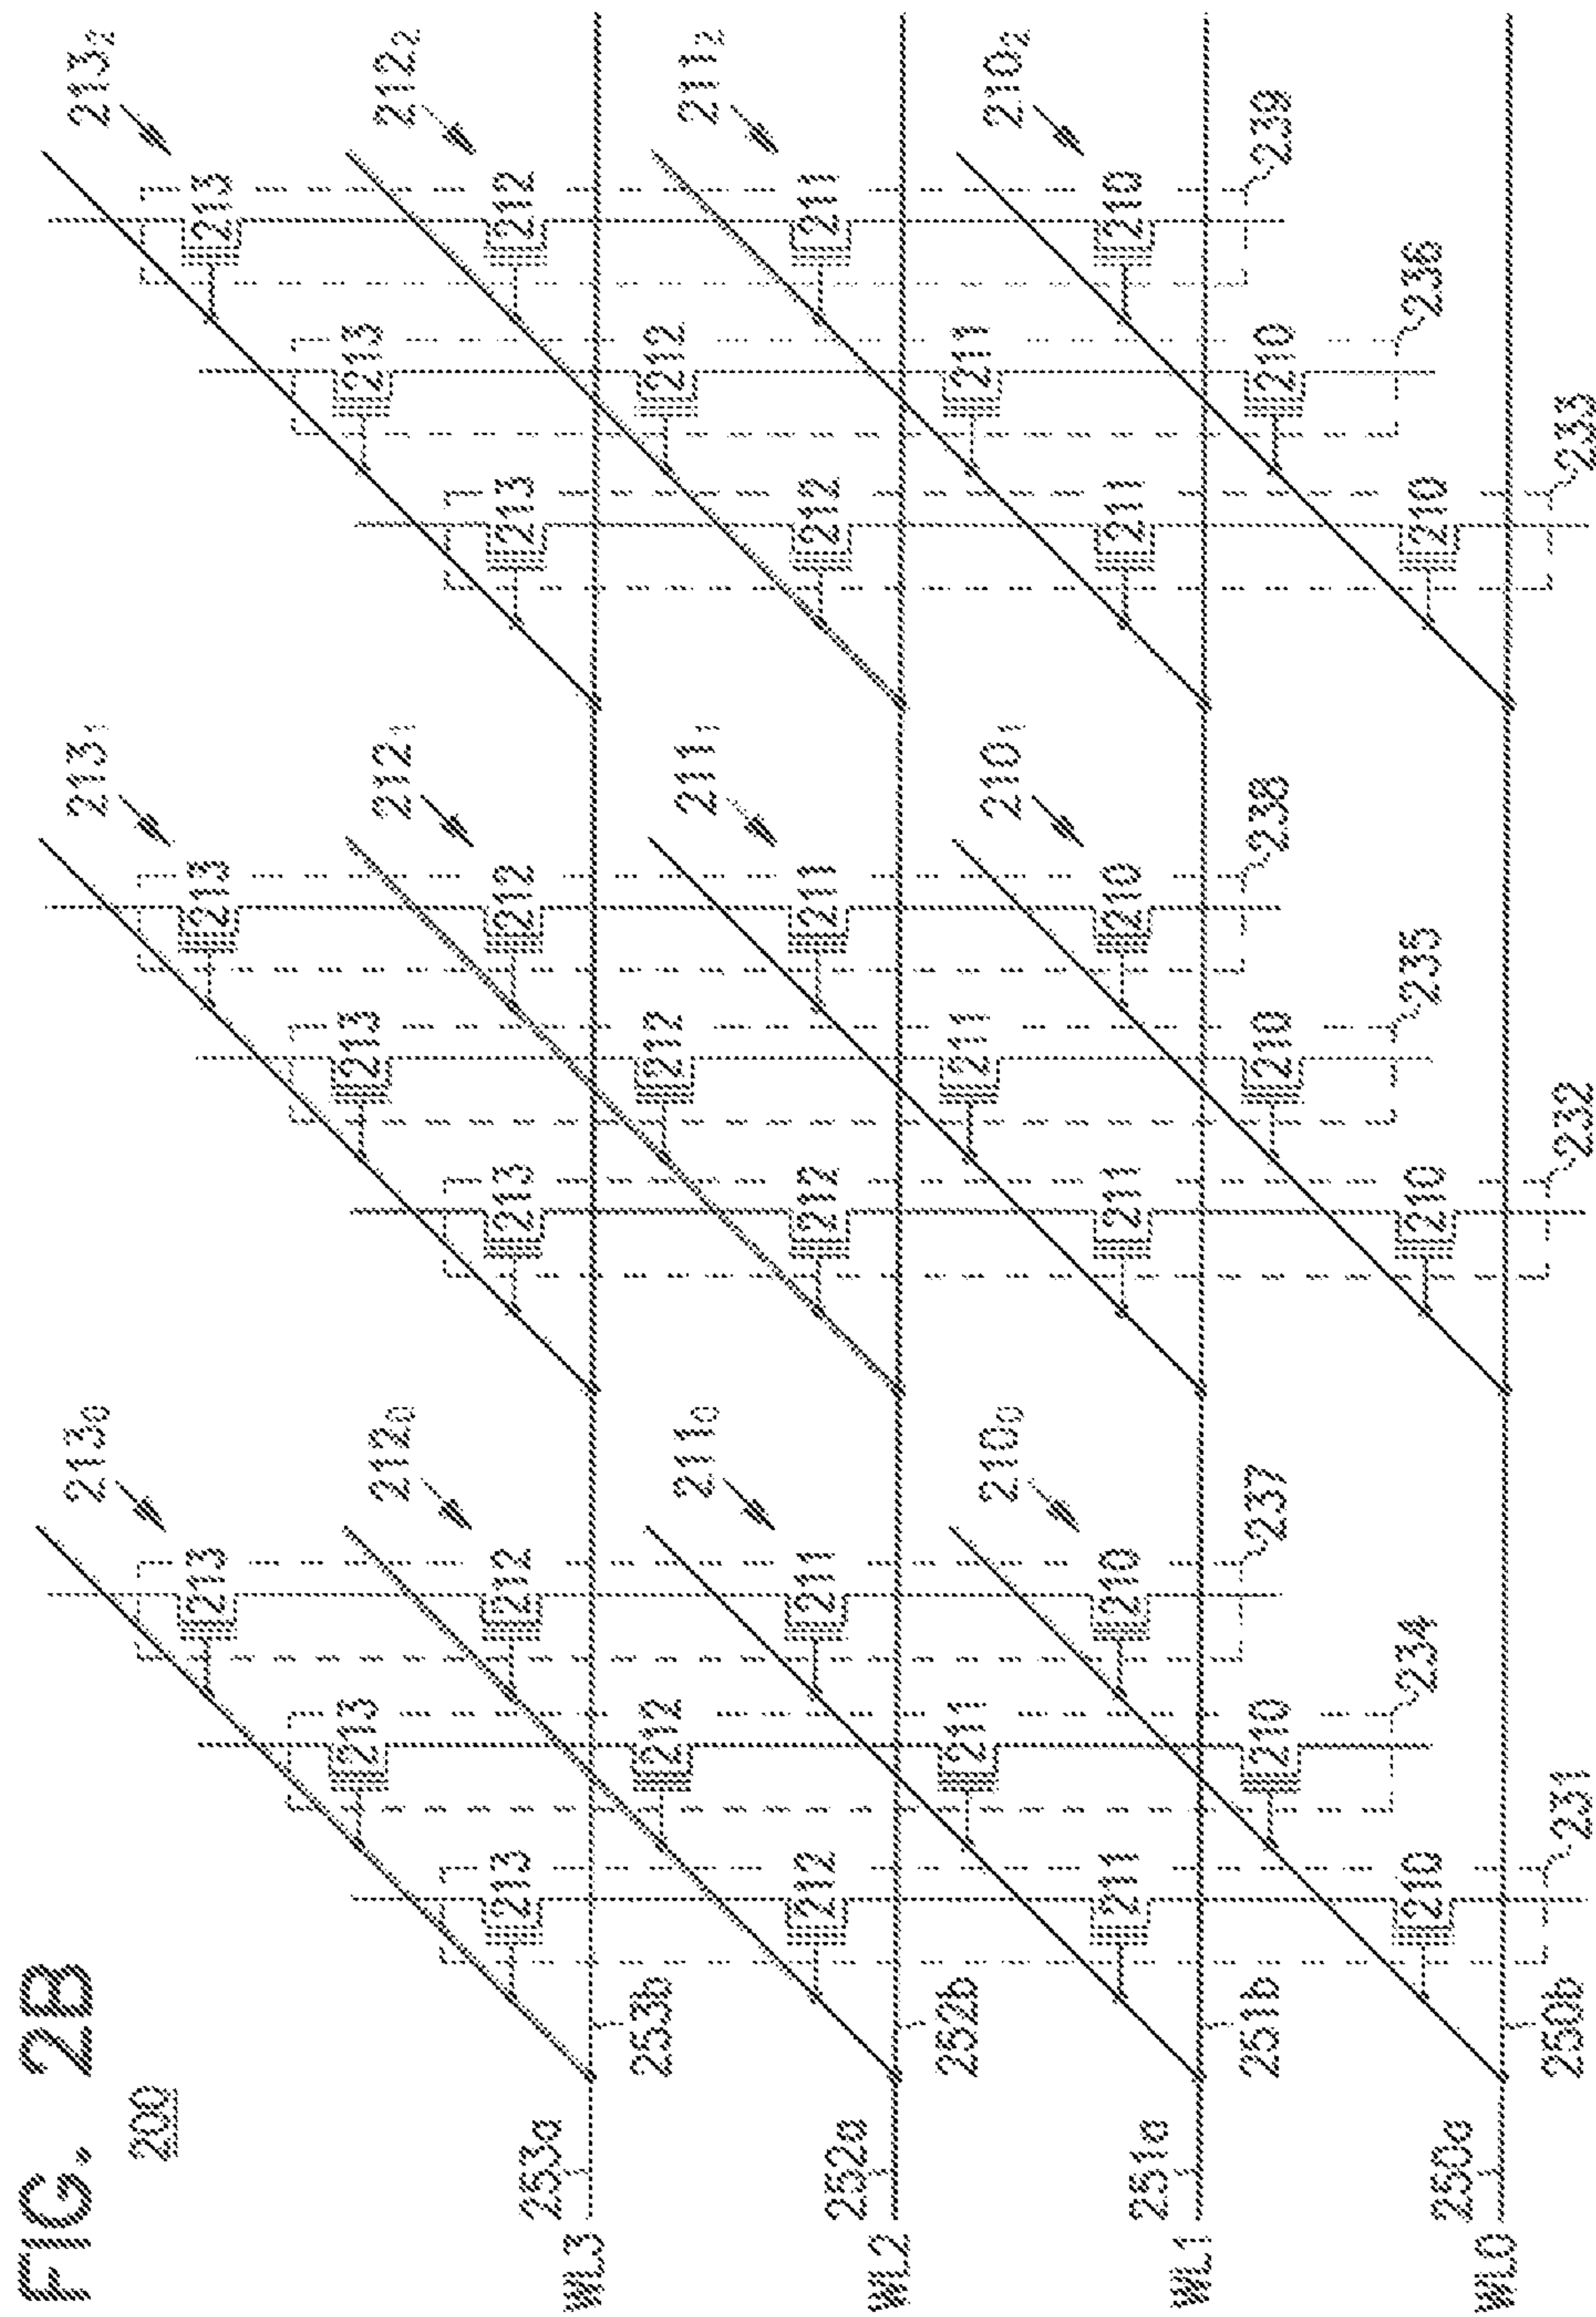 FIG. 2B
200
213₀ 213₁ 213₂
213 213 213
213 213 213
212₀ 212₁ 212₂
213 212 213 212 213 212
253a
WL3
253b 212 212 212
211₀ 211₁ 211₂
212 211 212 211 212 211
252a
WL2
252b 211 211 211
210₀ 210₁ 210₂
211 210 211 210 211 210
251a
WL1
251b 210 237 210 238 210 239
210 234 210 235 210 236
250a
WL0
250b 231 232 233